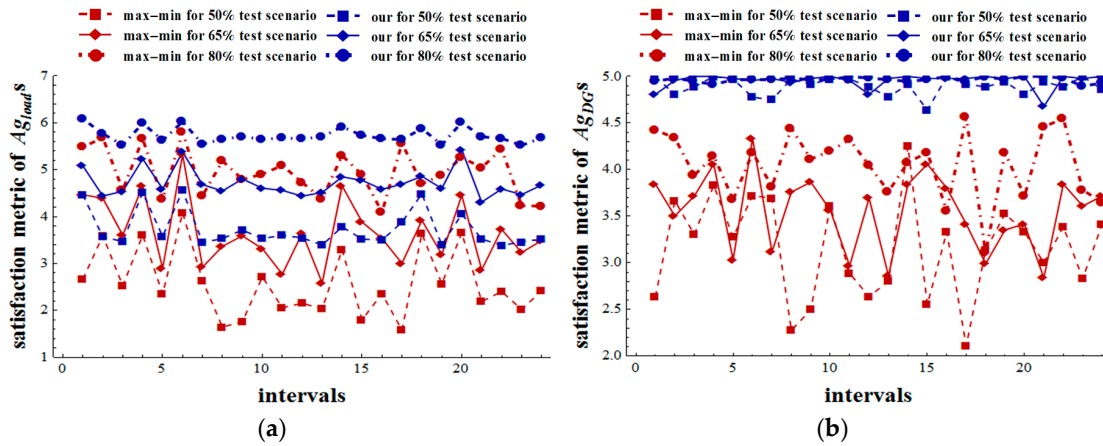 max−min for 50% test scenario
our for 50% test scenario
max−min for 65% test scenario
our for 65% test scenario
max−min for 80% test scenario
our for 80% test scenario
satisfaction metric of Ag_load s
7
6
5
4
3
2
1
0 5 10 15 20
intervals
(a)
max−min for 50% test scenario
our for 50% test scenario
max−min for 65% test scenario
our for 65% test scenario
max−min for 80% test scenario
our for 80% test scenario
satisfaction metric of Ag_DG s
5.0
4.5
4.0
3.5
3.0
2.5
2.0
0 5 10 15 20
intervals
(b)